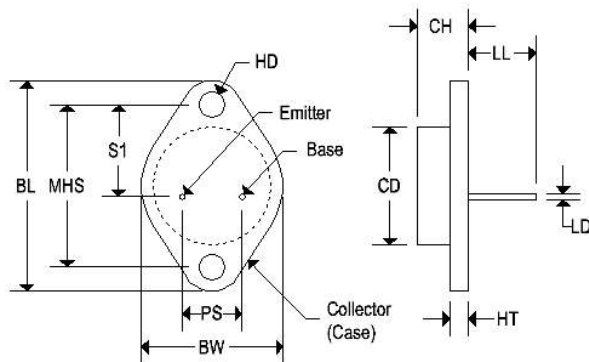 CH
LL
HD
Emitter
S1
Base
BL
MHS
CD
LD
PS
Collector
(Case)
HT
BW